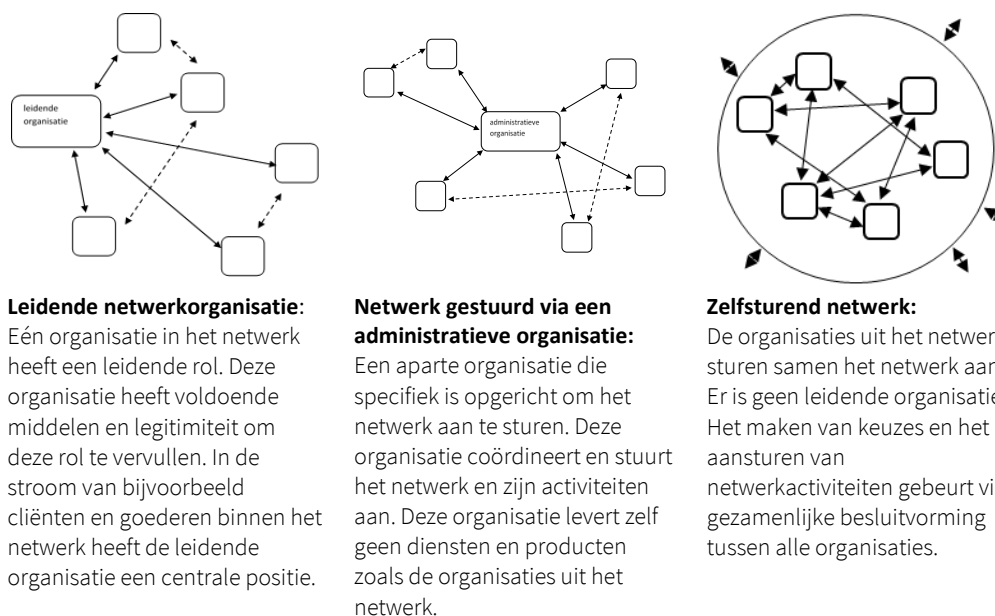 leidende
organisatie
administratieve
organisatie
Leidende netwerkorganisatie:
Eén organisatie in het netwerk
heeft een leidende rol. Deze
organisatie heeft voldoende
middelen en legitimiteit om
deze rol te vervullen. In de
stroom van bijvoorbeeld
cliënten en goederen binnen het
netwerk heeft de leidende
organisatie een centrale positie.
Netwerk gestuurd via een
administratieve organisatie:
Een aparte organisatie die
specifiek is opgericht om het
netwerk aan te sturen. Deze
organisatie coördineert en stuurt
het netwerk en zijn activiteiten
aan. Deze organisatie levert zelf
geen diensten en producten
zoals de organisaties uit het
netwerk.
Zelfsturend netwerk:
De organisaties uit het netwer
sturen samen het netwerk aan
Er is geen leidende organisatie
Het maken van keuzes en het
aansturen van
netwerkactiviteiten gebeurt vi
gezamenlijke besluitvorming
tussen alle organisaties.